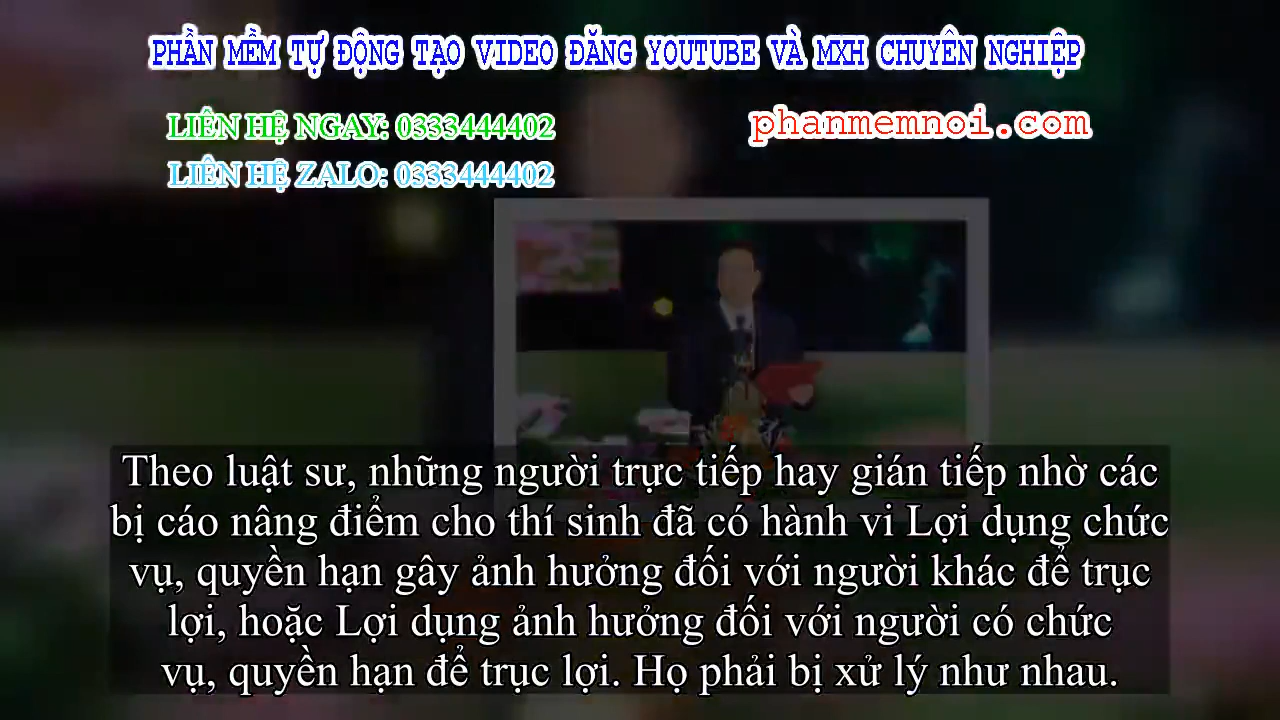 PHẦN MỀM TỰ ĐỘNG TẠO VIDEO ĐĂNG YOUTUBE VÀ MXH CHUYÊN NGHIỆP
LIÊN HỆ NGAY: 0333444402
phanmemnoi.com
LIÊN HỆ ZALO: 0333444402
Theo luật sư, những người trực tiếp hay gián tiếp nhờ các
bị cáo nâng điểm cho thí sinh đã có hành vi Lợi dụng chức
vụ, quyền hạn gây ảnh hưởng đối với người khác để trục
lợi, hoặc Lợi dụng ảnh hưởng đối với người có chức
vụ, quyền hạn để trục lợi. Họ phải bị xử lý như nhau.